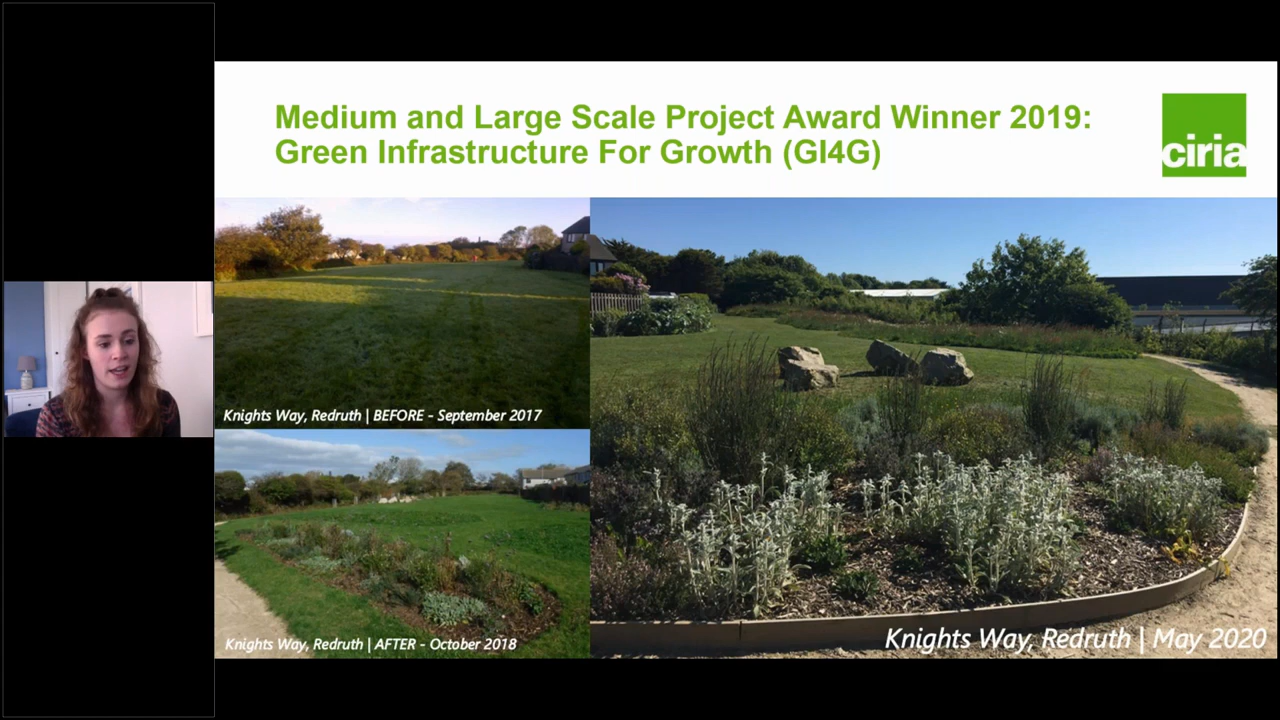 Medium and Large Scale Project Award Winner 2019:
Green Infrastructure For Growth (GI4G)
ciria
Knights Way, Redruth | BEFORE - September 2017
Knights Way, Redruth | AFTER - October 2018
Knights Way, Redruth | May 2020